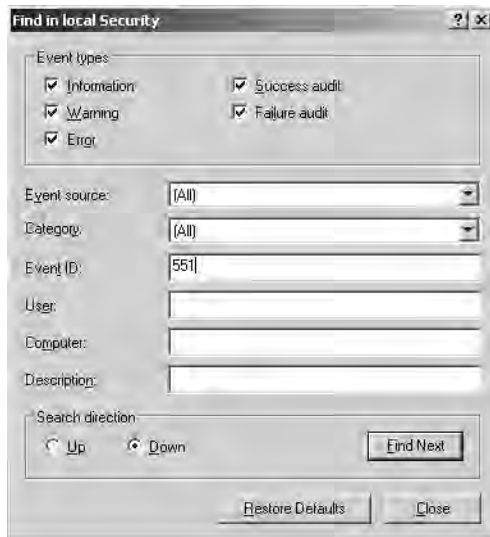 Find in local Security
Event types
Information
Success audit
Warning
Failure audit
Error
Event source: (All)
Category: (All)
Event ID: 551
User:
Computer:
Description:
Search direction
Up Down Find Next
Restore Defaults Close